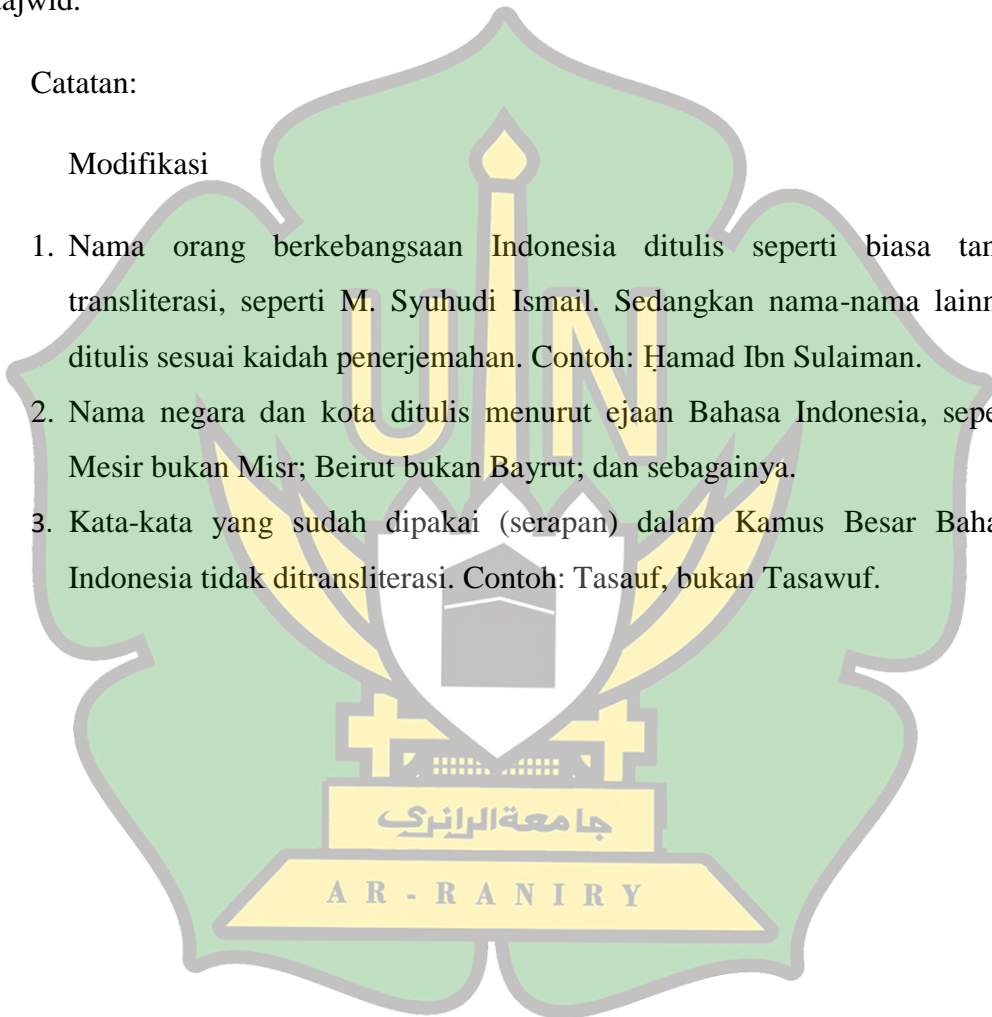 ajwid.
Catatan:
Modifikasi
1. Nama orang berkebangsaan Indonesia ditulis seperti biasa tan
transliterasi, seperti M. Syuhudi Ismail. Sedangkan nama-nama lainn
ditulis sesuai kaidah penerjemahan. Contoh: Ḥamad Ibn Sulaiman.
2. Nama negara dan kota ditulis menurut ejaan Bahasa Indonesia, sepe
Mesir bukan Misr; Beirut bukan Bayrut; dan sebagainya.
3. Kata-kata yang sudah dipakai (serapan) dalam Kamus Besar Baha
Indonesia tidak ditransliterasi. Contoh: Tasauf, bukan Tasawuf.
UIN
جامعةالرانري
AR-RANIRY